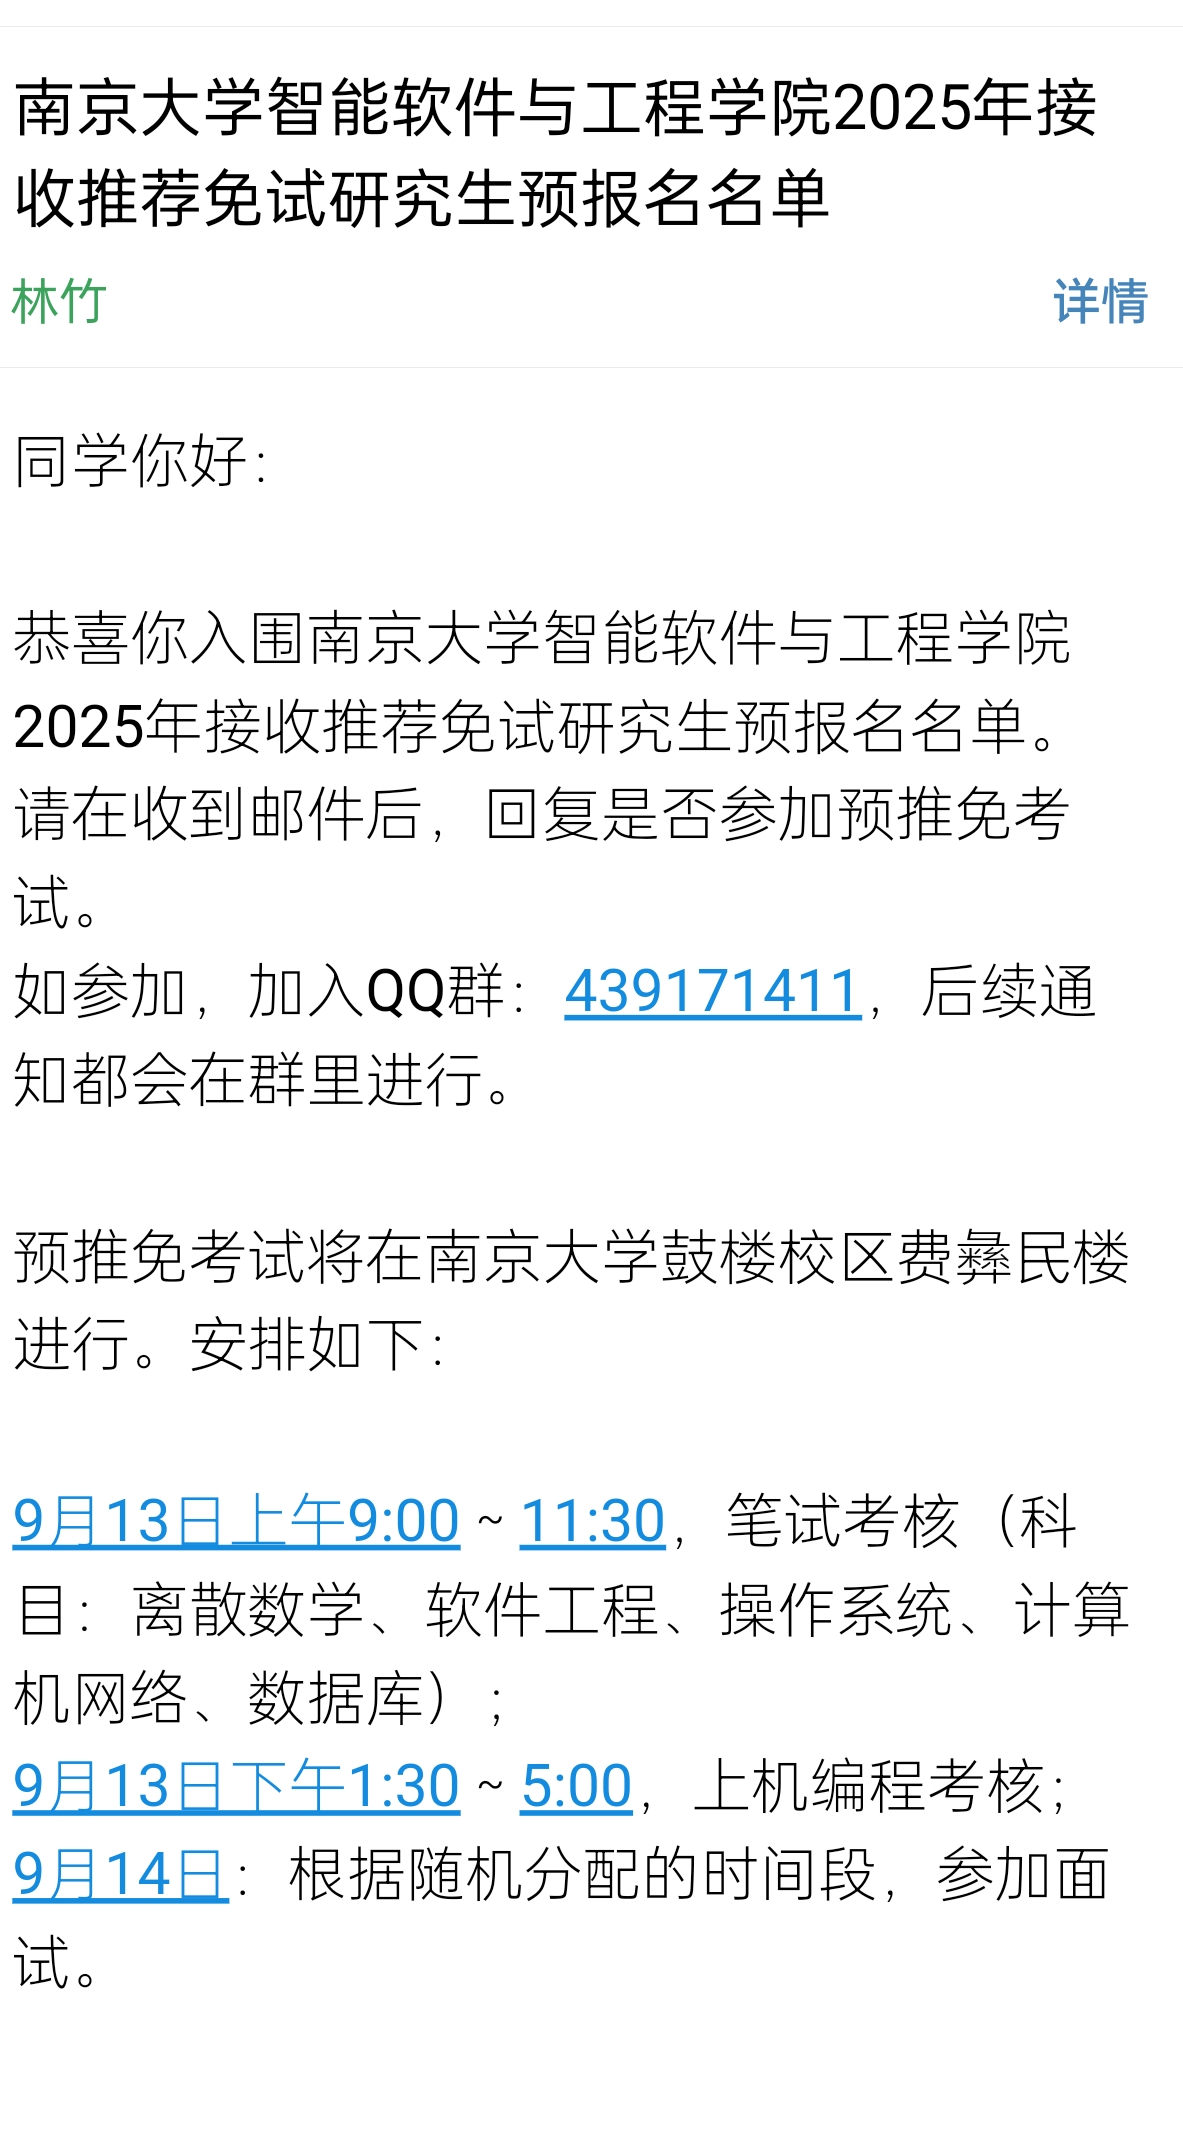 南京大学智能软件与工程学院2025年接
收推荐免试研究生预报名名单
林竹
详情
同学你好：
恭喜你入围南京大学智能软件与工程学院
2025年接收推荐免试研究生预报名名单。
请在收到邮件后，回复是否参加预推免考
试。
如参加，加入QQ群：439171411，后续通
知都会在群里进行。
预推免考试将在南京大学鼓楼校区费彝民楼
进行。安排如下：
9月13日上午9:00 ~ 11:30，笔试考核（科
目：离散数学、软件工程、操作系统、计算
机网络、数据库）；
9月13日下午1:30 ~ 5:00，上机编程考核；
9月14日：根据随机分配的时间段，参加面
试。